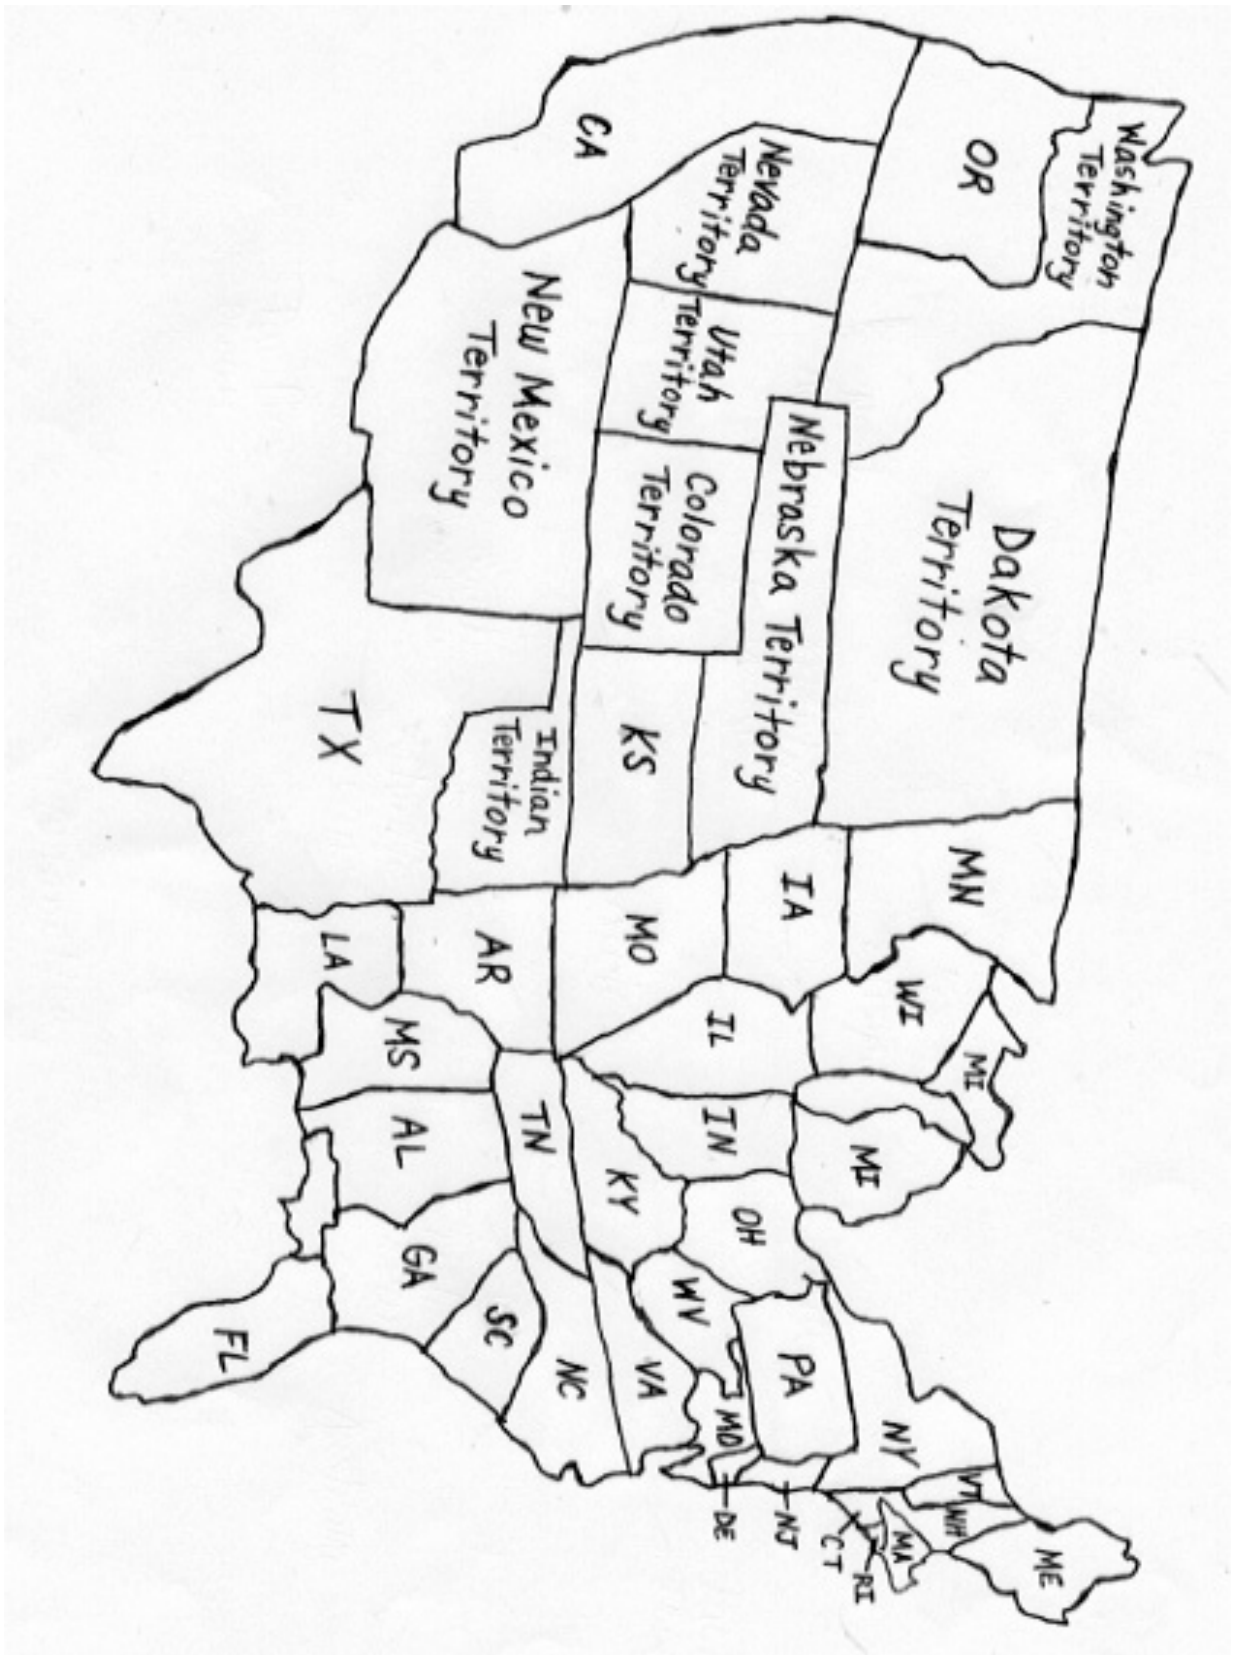 Washington
Territory
OR
CA
Nevada
Territory
Utah
Territory
New Mexico
Territory
Colorado
Territory
Nebraska Territory
Dakota
Territory
KS
Indian
Territory
TX
MN
IA
MO
AR
LA
WI
IL
MS
MI
MI
IN
KY
TN
AL
OH
GA
WV
PA
VA
NC
SC
FL
MD
DE
NJ
NY
VT
NH
MA
CT
RI
ME